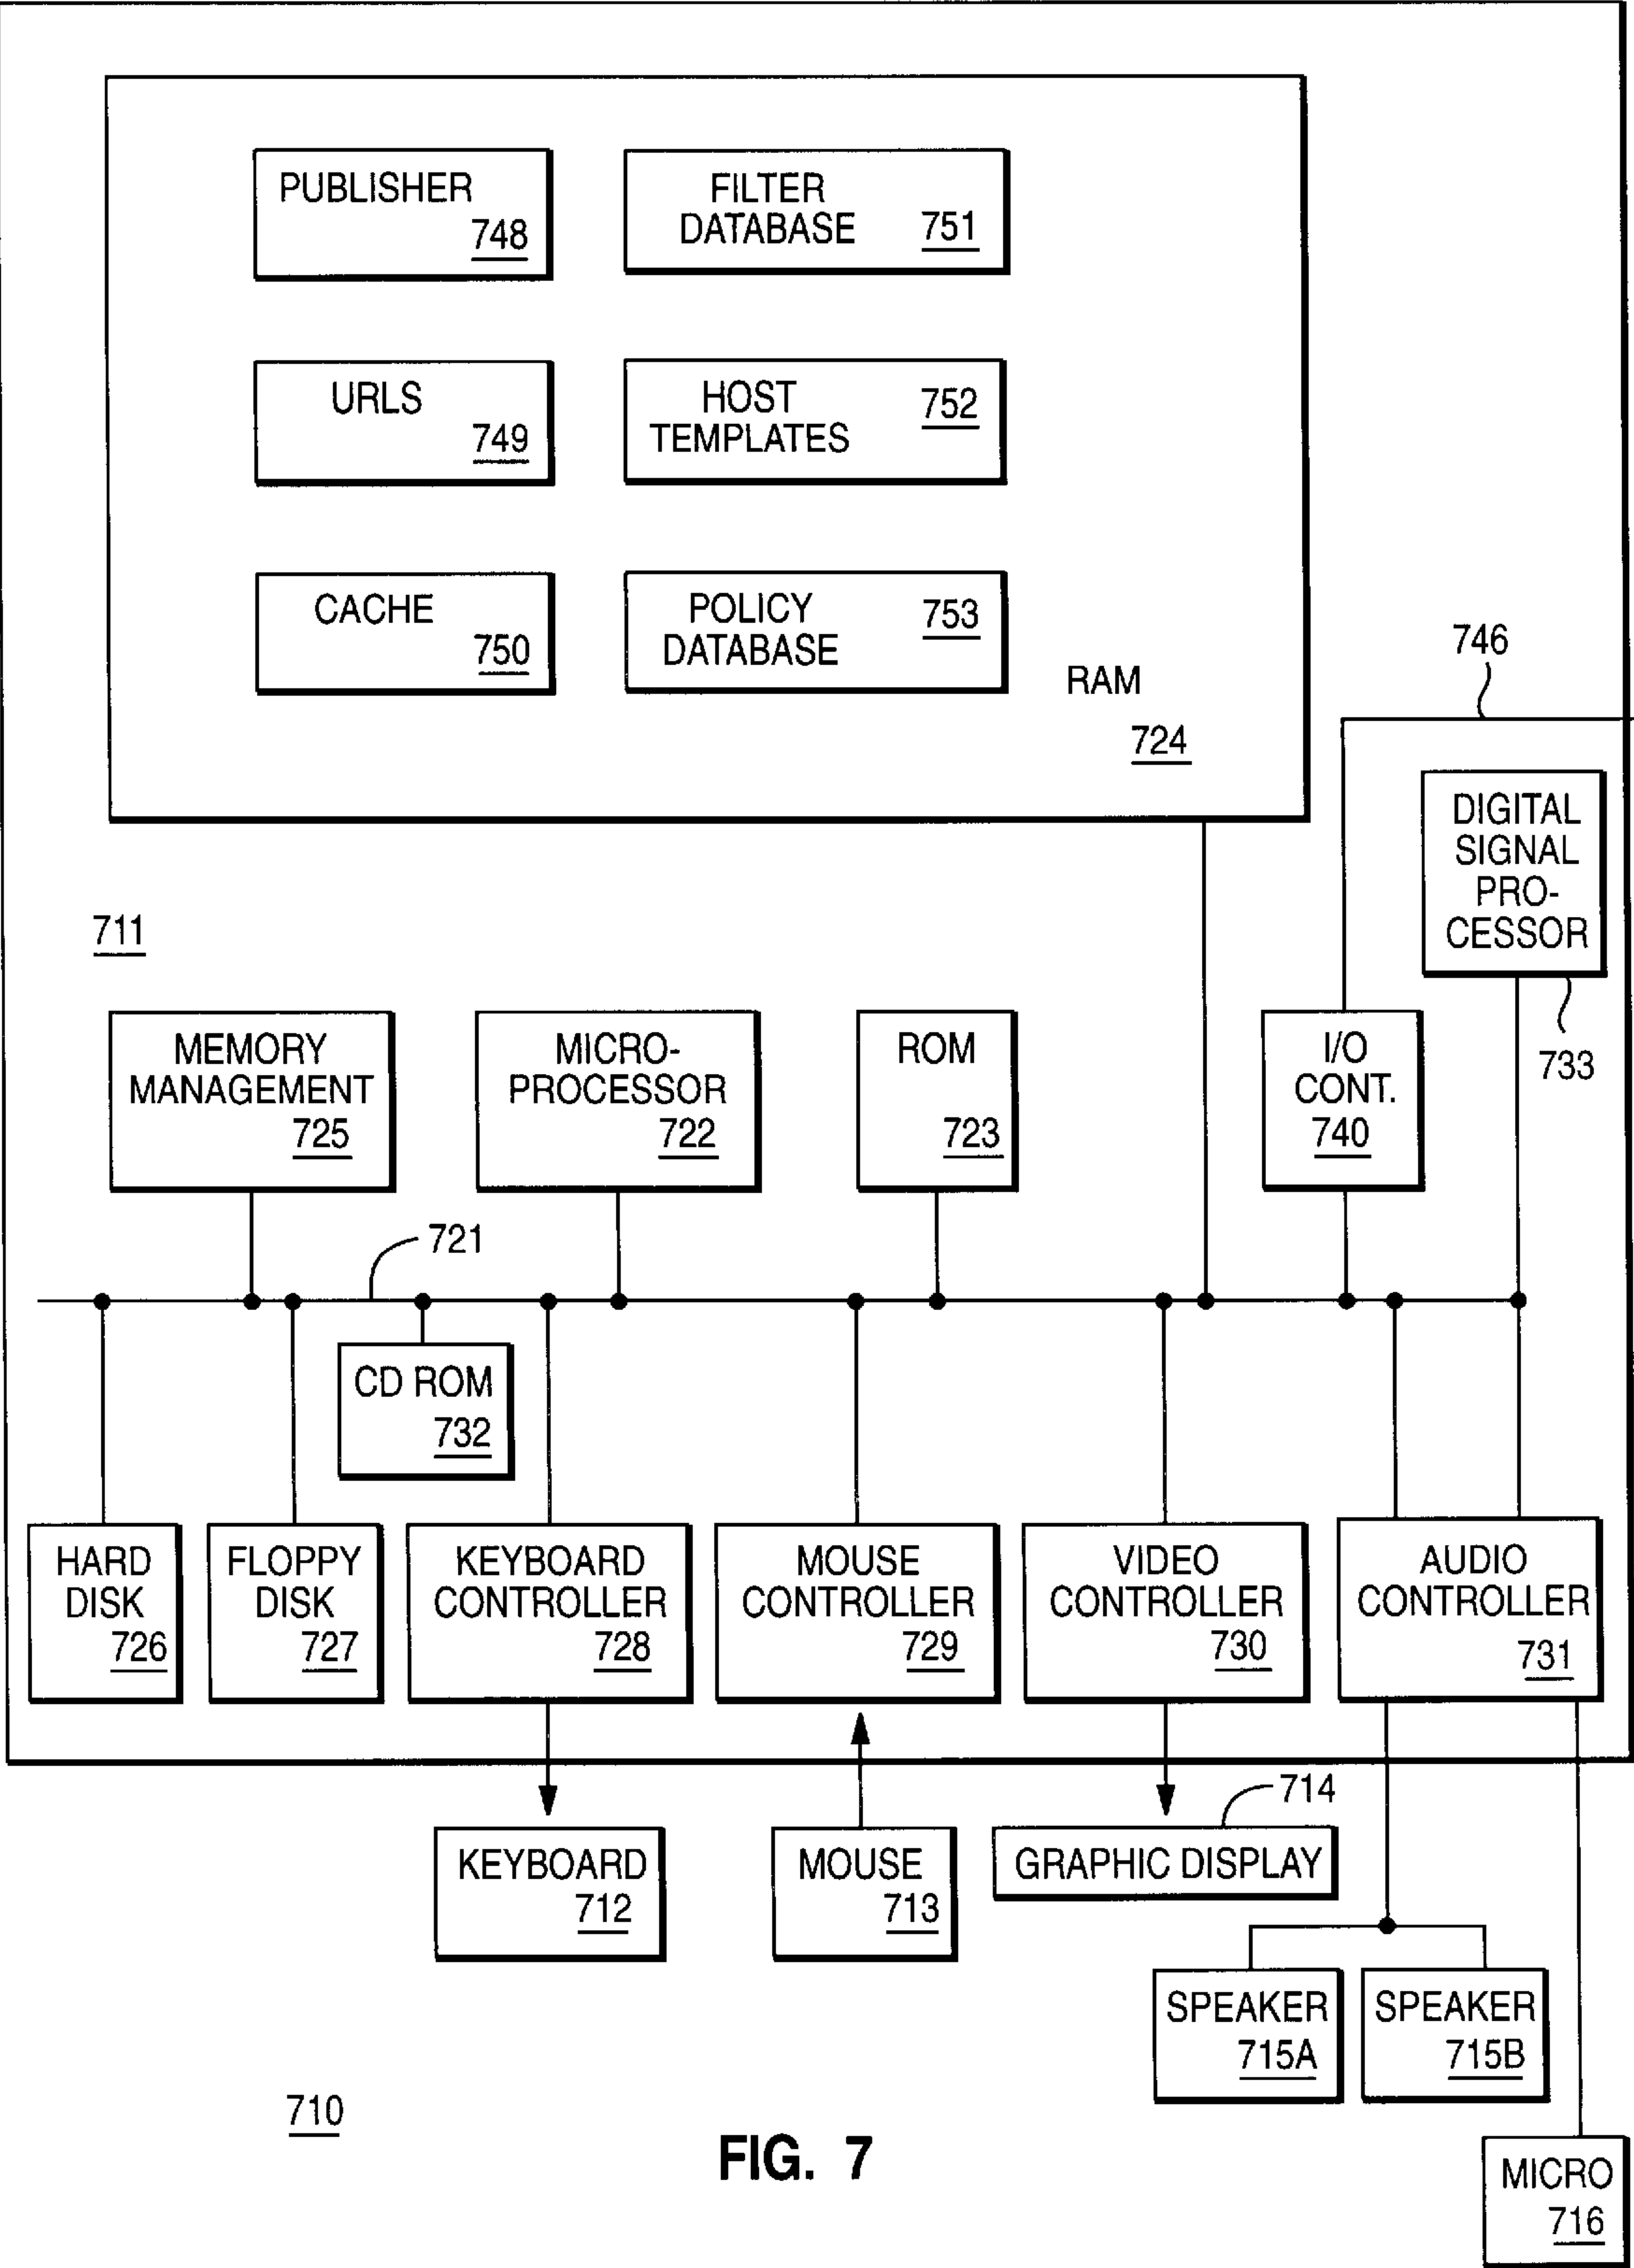 PUBLISHER
748
FILTER
DATABASE
751
URLS
749
HOST
TEMPLATES
752
CACHE
750
POLICY
DATABASE
753
RAM
724
746
DIGITAL
SIGNAL
PRO-
CESSOR
733
711
MEMORY
MANAGEMENT
725
MICRO-
PROCESSOR
722
ROM
723
I/O
CONT.
740
721
CD ROM
732
HARD
DISK
726
FLOPPY
DISK
727
KEYBOARD
CONTROLLER
728
MOUSE
CONTROLLER
729
VIDEO
CONTROLLER
730
AUDIO
CONTROLLER
731
KEYBOARD
712
MOUSE
713
714
GRAPHIC DISPLAY
SPEAKER
715A
SPEAKER
715B
710
FIG. 7
MICRO
716